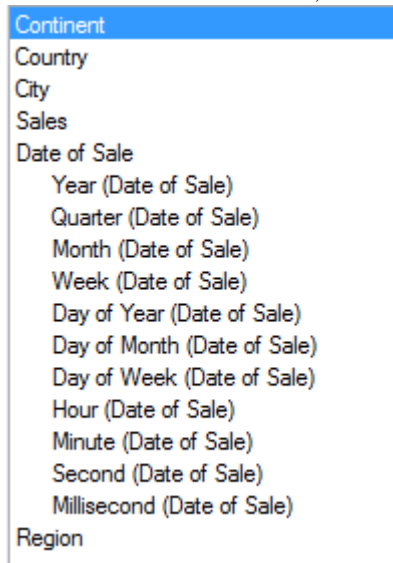 Continent
Country
City
Sales
Date of Sale
Year (Date of Sale)
Quarter (Date of Sale)
Month (Date of Sale)
Week (Date of Sale)
Day of Year (Date of Sale)
Day of Month (Date of Sale)
Day of Week (Date of Sale)
Hour (Date of Sale)
Minute (Date of Sale)
Second (Date of Sale)
Millisecond (Date of Sale)
Region